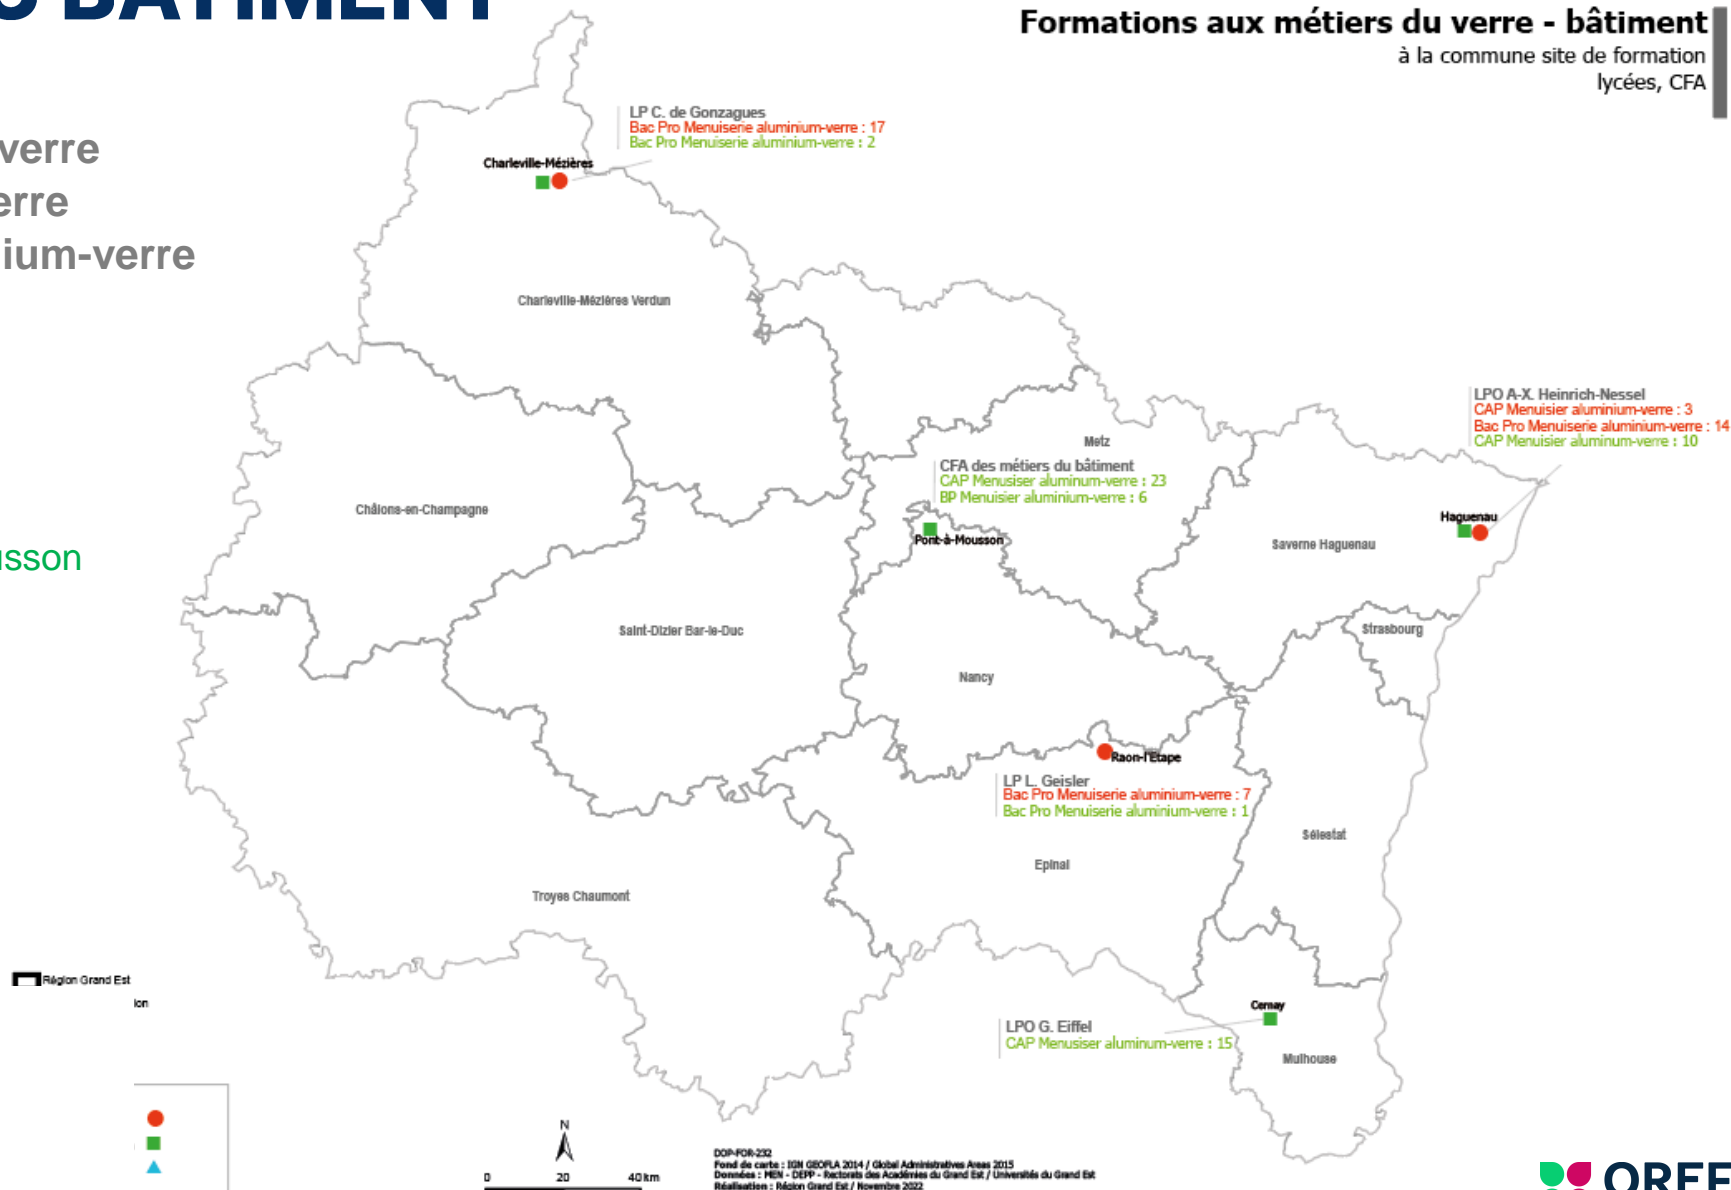 U BÂTIMENT
Formations aux métiers du verre - bâtiment
à la commune site de formation
lycées, CFA
verre
erre
ium-verre
usson
LP C. de Gonzagues
Bac Pro Menuiserie aluminium-verre : 17
Bac Pro Menuiserie aluminium-verre : 2
Charleville-Mézières
Charleville-Mézières Verdun
LPO A-X. Heinrich-Nessel
CAP Menuisier aluminium-verre : 3
Bac Pro Menuiserie aluminium-verre : 14
CAP Menuisier aluminum-verre : 10
Metz
CFA des métiers du bâtiment
CAP Menusiser aluminum-verre : 23
BP Menuisier aluminium-verre : 6
Châlons-en-Champagne
Haguenau
Pont-à-Mousson
Saverne Haguenau
Saint-Dizier Bar-le-Duc
Strasbourg
Nancy
Raon-l'Etape
LP L. Geisler
Bac Pro Menuiserie aluminium-verre : 7
Bac Pro Menuiserie aluminium-verre : 1
Sélestat
Epinal
Troyes Chaumont
Région Grand Est
ion
Cernay
LPO G. Eiffel
CAP Menusiser aluminum-verre : 15
Mulhouse
N
0 20 40 km
DOP-FOR-232
Fond de carte : IGN GEOFLA 2014 / Global Administratives Areas 2015
Données : MEN - DEPP - Rectorats des Académies du Grand Est / Universités du Grand Est
Réalisation : Région Grand Est / Novembre 2022
OREF